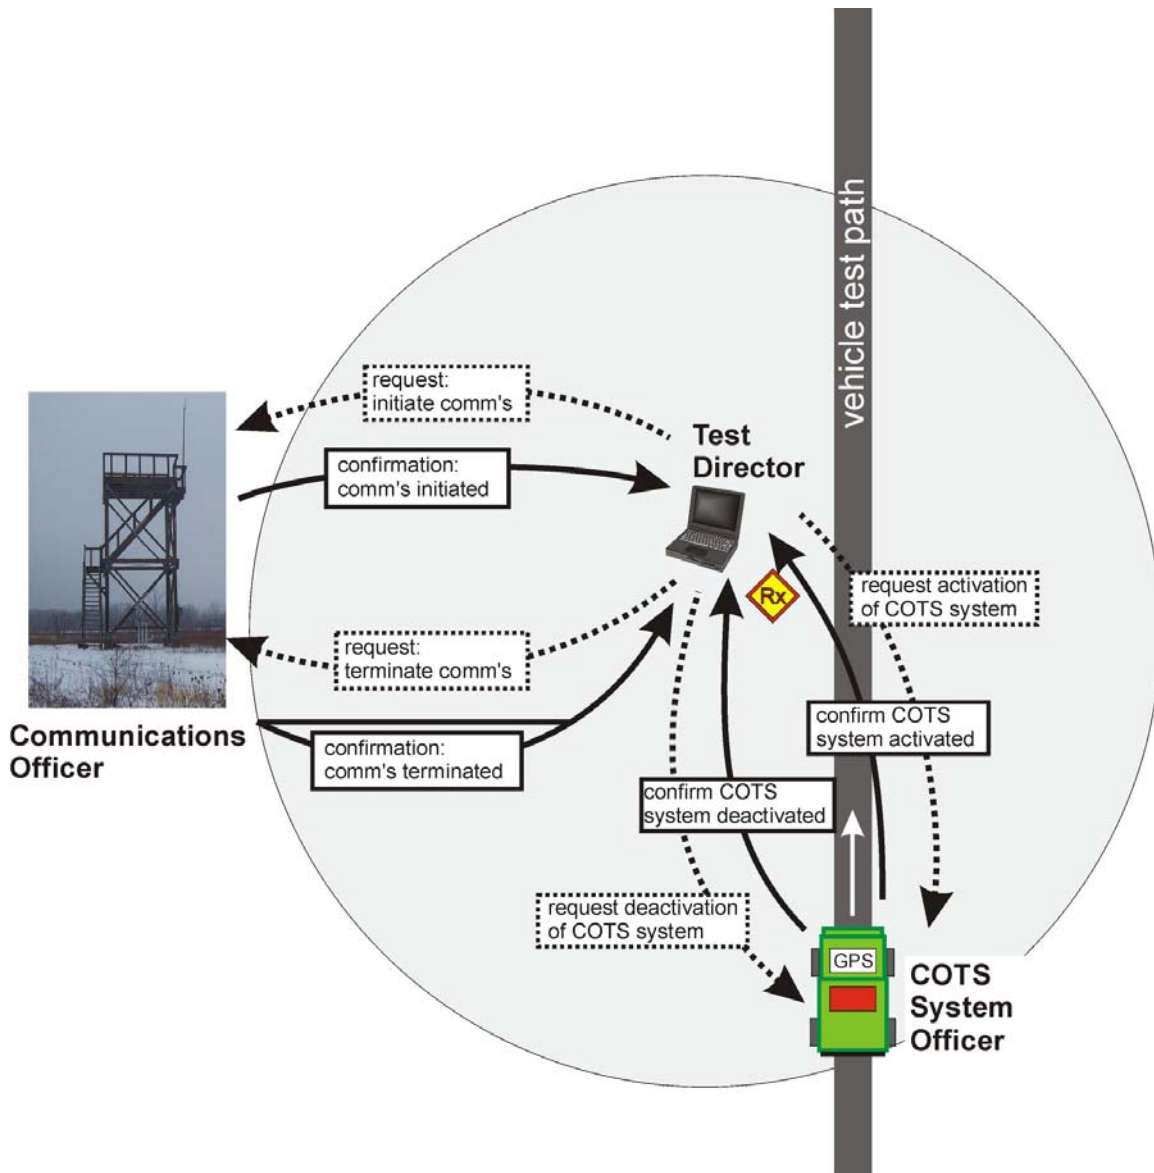 vehicle test path
request:
initiate comm's
Test
Director
confirmation:
comm's initiated
request activation
of COTS system
Rx
request:
terminate comm's
confirm COTS
system activated
Communications
Officer
confirmation:
comm's terminated
confirm COTS
system deactivated
request deactivation
of COTS system
GPS
COTS
System
Officer